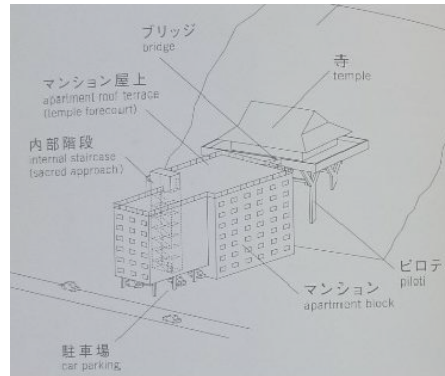 ブリッジ
bridge
寺
temple
マンション屋上
apartment roof terrace
(temple forecourt)
内部階段
internal staircase
(sacred approach)
ピロテ
piloti
マンション
apartment block
駐車場
car parking